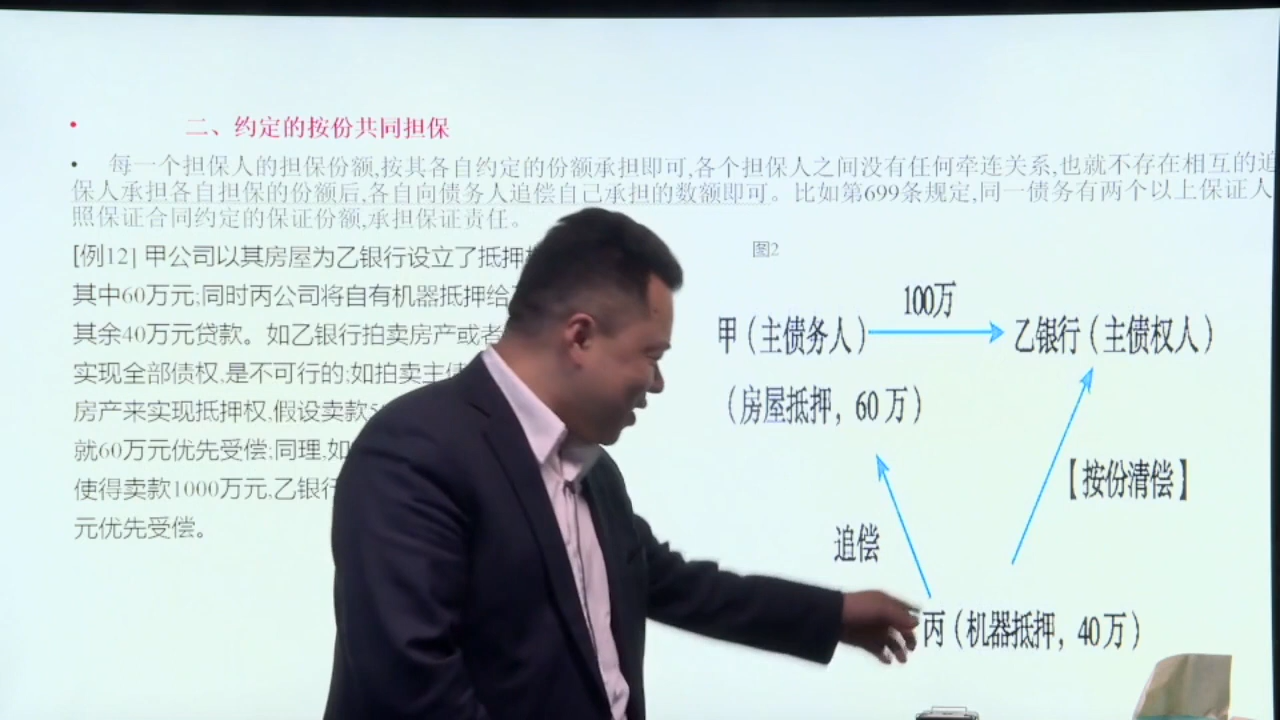 二、约定的按份共同担保
每一个担保人的担保份额,按其各自约定的份额承担即可,各个担保人之间没有任何牵连关系,也就不存在相互的追
保人承担各自担保的份额后,各自向债务人追偿自己承担的数额即可。比如第699条规定,同一债务有两个以上保证人
照保证合同约定的保证份额,承担保证责任。
[例12] 甲公司以其房屋为乙银行设立了抵押
其中60万元;同时丙公司将自有机器抵押给
其余40万元贷款。如乙银行拍卖房产或者
实现全部债权,是不可行的;如拍卖主债
房产来实现抵押权,假设卖款
就60万元优先受偿;同理,如
使得卖款1000万元,乙银行
元优先受偿。
图2
100万
甲（主债务人）
乙银行（主债权人）
（房屋抵押，60万）
【按份清偿】
追偿
丙（机器抵押，40万）